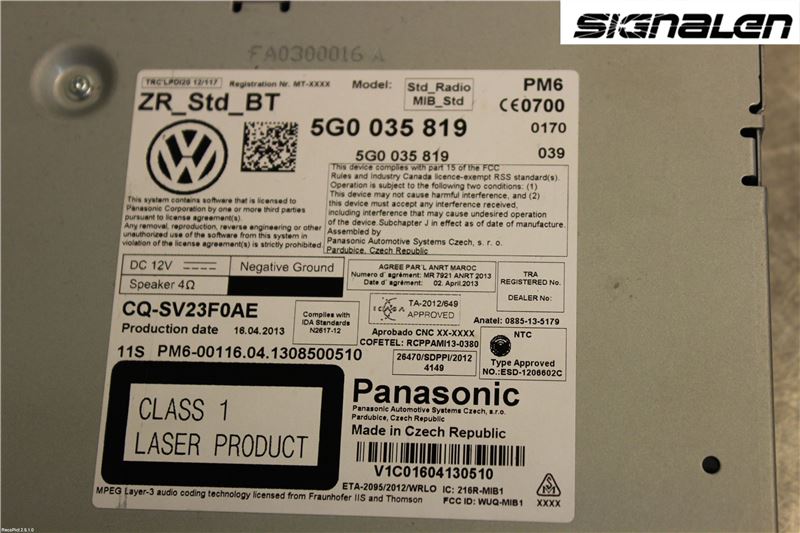 SIGNALEN
FA0300016 A
TRC'LPDI20 12/117
Registration Nr. MT-XXXX
Model:
Std_Radio
MIB_Std
PM6
ZR_Std_BT
CE0700
5G0 035 819
0170
5G0 035 819
039
This device complies with part 15 of the FCC
Rules and Industry Canada licence-exempt RSS standard(s).
Operation is subject to the following two conditions: (1)
This device may not cause harmful interference, and (2)
this device must accept any interference received,
including interference that may cause undesired operation
of the device.Subchapter J in effect as of date of manufacture.
Assembled by
Panasonic Automotive Systems Czech, s. r. o.
Pardubice, Czech Republic
This system contains software that is licensed to
Panasonic Corporation by one or more third parties
pursuant to license agreement(s).
Any removal, reproduction, reverse engineering or other
unauthorized use of the software from this system in
violation of the license agreement(s) is strictly prohibited
DC 12V
Negative Ground
Speaker 4Ω
AGREE PAR L'ANRT MAROC
Numero d`agrément: MR 7921 ANRT 2013
Date d`agrément: 02. April.2013
TRA
REGISTERED No.
DEALER No:
CQ-SV23F0AE
Production date 16.04.2013
Complies with
IDA Standards
N2617-12
ICASA
TA-2012/649
APPROVED
Anatel: 0885-13-5179
Aprobado CNC XX-XXXX
COFETEL: RCPPAMI13-0380
NTC
Type Approved
NO.:ESD-1206602C
11S PM6-00116.04.1308500510
26470/SDPPI/2012
4149
CLASS 1
LASER PRODUCT
Panasonic
Panasonic Automotive Systems Czech, s.r.o.
Pardubice, Czech Republic
Made in Czech Republic
V1C01604130510
ETA-2095/2012/WRLO IC: 216R-MIB1
FCC ID: WUQ-MIB1
XXXX
MPEG Layer-3 audio coding technology licensed from Fraunhofer IIS and Thomson
RecoPict 2.5.1.0